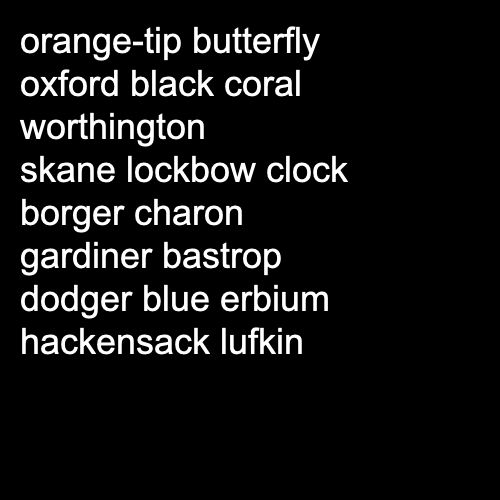 orange-tip butterfly
oxford black coral
worthington
skane lockbow clock
borger charon
gardiner bastrop
dodger blue erbium
hackensack lufkin